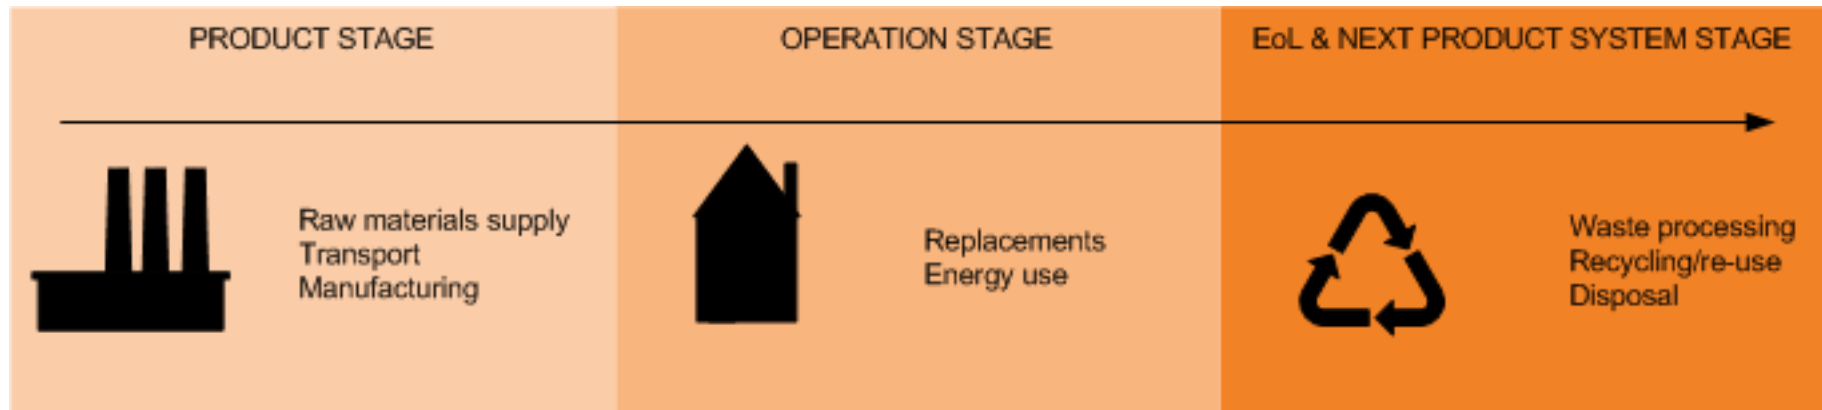 PRODUCT STAGE
Raw materials supply
Transport
Manufacturing
OPERATION STAGE
Replacements
Energy use
EoL & NEXT PRODUCT SYSTEM STAGE
Waste processing
Recycling/re-use
Disposal